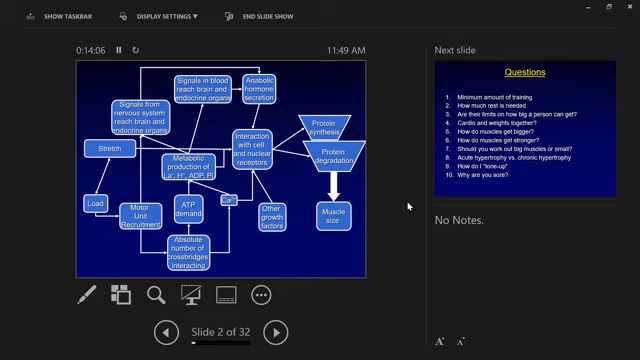 SHOW TASKBAR
DISPLAY SETTINGS ▼
END SLIDE SHOW
0:14:06
11:49 AM
Signals in blood
reach brain and
endocrine organs
Anabolic
hormone
secretion
Signals from
nervous system
reach brain and
endocrine organs
Protein
synthesis
Stretch
Interaction
with cell
and nuclear
receptors
Protein
degradation
Metabolic
production of
La⁻, H⁺, ADP, Pᵢ
Load
Motor
Unit
Recruitment
ATP
demand
Ca²⁺
Other
growth
factors
Muscle
size
Absolute
number of
crossbridges
interacting
Slide 2 of 32
Next slide
Questions
1. Minimum amount of training
2. How much rest is needed
3. Are their limits on how big a person can get?
4. Cardio and weights together?
5. How do muscles get bigger?
6. How do muscles get stronger?
7. Should you work out big muscles or small?
8. Acute hypertrophy vs. chronic hypertrophy?
9. How do I "tone-up"
10. Why are you sore?
No Notes.
A A